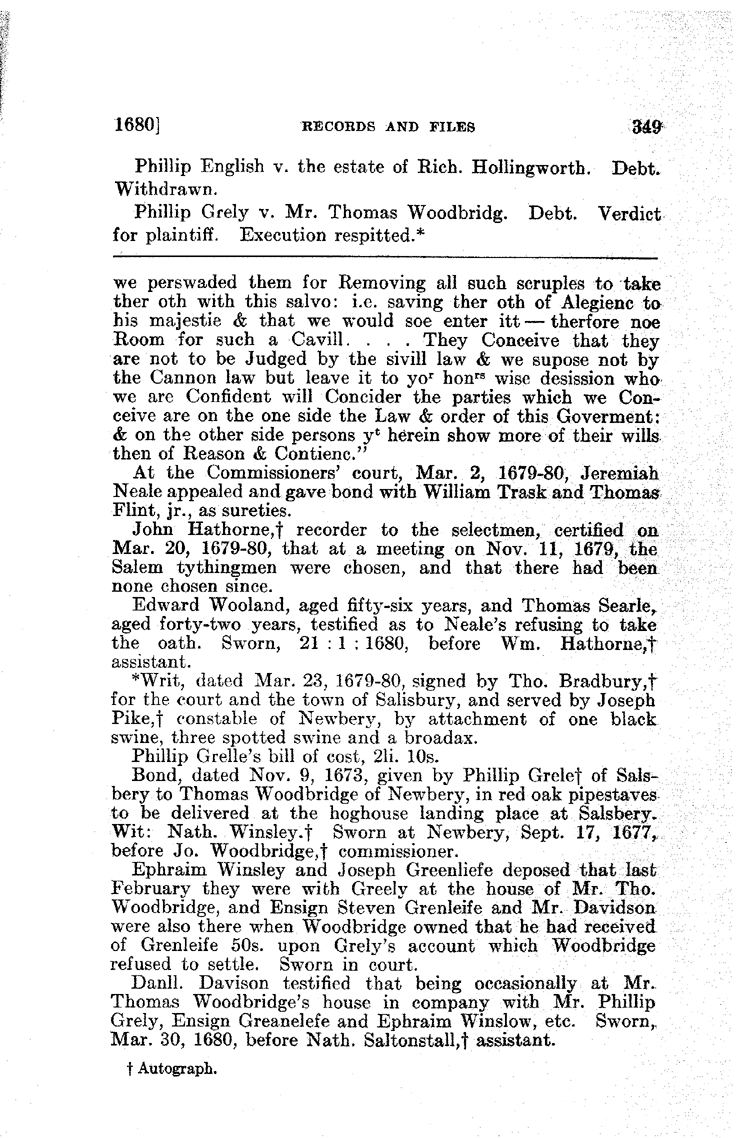 1680] RECORDS AND FILES 349
Phillip English v. the estate of Rich. Hollingworth. Debt.
Withdrawn.
Phillip Grely v. Mr. Thomas Woodbridg. Debt. Verdict
for plaintiff. Execution respitted.*
we perswaded them for Removing all such scruples to take
ther oth with this salvo: i.e. saving ther oth of Alegienc to
his majestie & that we would soe enter itt — therfore noe
Room for such a Cavill. . . . They Conceive that they
are not to be Judged by the sivill law & we supose not by
the Cannon law but leave it to yoʳ honʳˢ wise desission who
we are Confident will Concider the parties which we Con-
ceive are on the one side the Law & order of this Goverment:
& on the other side persons yᵗ herein show more of their wills
then of Reason & Contienc."
At the Commissioners' court, Mar. 2, 1679-80, Jeremiah
Neale appealed and gave bond with William Trask and Thomas
Flint, jr., as sureties.
John Hathorne,† recorder to the selectmen, certified on
Mar. 20, 1679-80, that at a meeting on Nov. 11, 1679, the
Salem tythingmen were chosen, and that there had been
none chosen since.
Edward Wooland, aged fifty-six years, and Thomas Searle,
aged forty-two years, testified as to Neale's refusing to take
the oath. Sworn, 21 : 1 : 1680, before Wm. Hathorne,†
assistant.
*Writ, dated Mar. 23, 1679-80, signed by Tho. Bradbury,†
for the court and the town of Salisbury, and served by Joseph
Pike,† constable of Newbery, by attachment of one black
swine, three spotted swine and a broadax.
Phillip Grelle's bill of cost, 2li. 10s.
Bond, dated Nov. 9, 1673, given by Phillip Grele† of Sals-
bery to Thomas Woodbridge of Newbery, in red oak pipestaves
to be delivered at the hoghouse landing place at Salsbery.
Wit: Nath. Winsley.† Sworn at Newbery, Sept. 17, 1677,
before Jo. Woodbridge,† commissioner.
Ephraim Winsley and Joseph Greenliefe deposed that last
February they were with Greely at the house of Mr. Tho.
Woodbridge, and Ensign Steven Grenleife and Mr. Davidson
were also there when Woodbridge owned that he had received
of Grenleife 50s. upon Grely's account which Woodbridge
refused to settle. Sworn in court.
Danll. Davison testified that being occasionally at Mr.
Thomas Woodbridge's house in company with Mr. Phillip
Grely, Ensign Greanelefe and Ephraim Winslow, etc. Sworn,
Mar. 30, 1680, before Nath. Saltonstall,† assistant.
† Autograph.